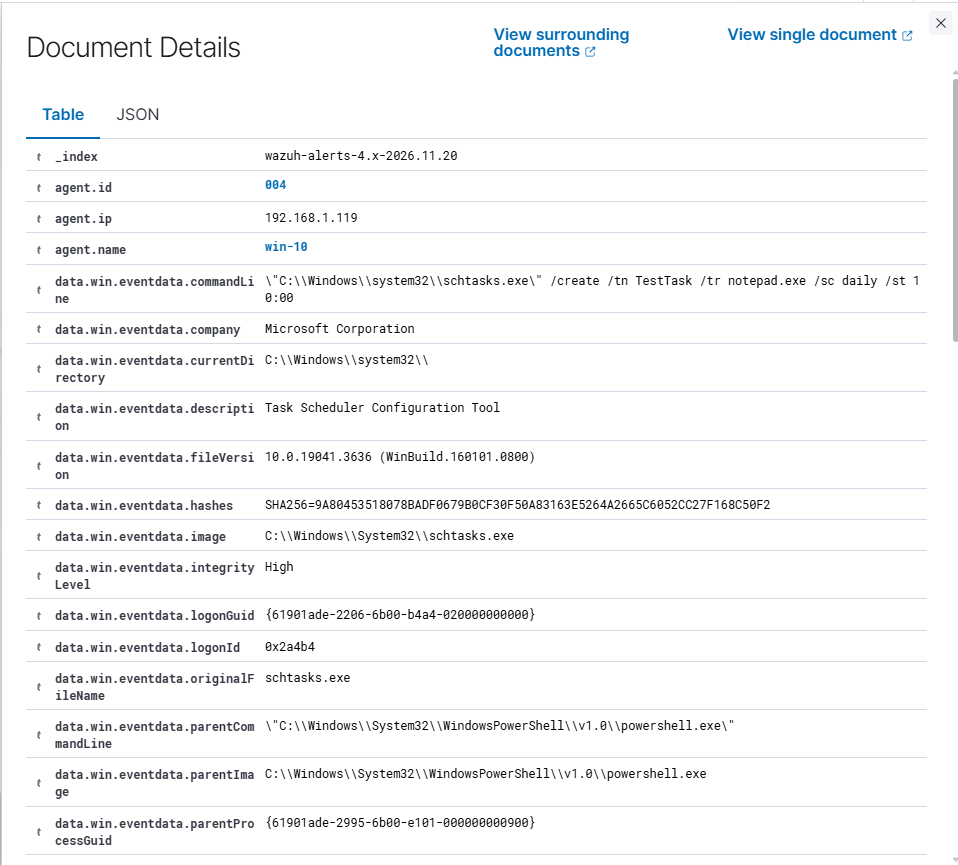 Document Details
View surrounding
documents
View single document
Table
JSON
t _index wazuh-alerts-4.x-2026.11.20
t agent.id 004
t agent.ip 192.168.1.119
t agent.name win-10
t data.win.eventdata.commandLi \"C:\\Windows\\system32\\schtasks.exe\" /create /tn TestTask /tr notepad.exe /sc daily /st 1
ne 0:00
t data.win.eventdata.company Microsoft Corporation
t data.win.eventdata.currentDi C:\\Windows\\system32\\
rectory
t data.win.eventdata.descripti Task Scheduler Configuration Tool
on
t data.win.eventdata.fileVersi 10.0.19041.3636 (WinBuild.160101.0800)
on
t data.win.eventdata.hashes SHA256=9A80453518078BADF0679B0CF30F50A83163E5264A2665C6052CC27F168C50F2
t data.win.eventdata.image C:\\Windows\\System32\\schtasks.exe
t data.win.eventdata.integrity High
Level
t data.win.eventdata.logonGuid {61901ade-2206-6b00-b4a4-020000000000}
t data.win.eventdata.logonId 0x2a4b4
t data.win.eventdata.originalF schtasks.exe
ileName
t data.win.eventdata.parentCom \"C:\\Windows\\System32\\WindowsPowerShell\\v1.0\\powershell.exe\"
mandLine
t data.win.eventdata.parentIma C:\\Windows\\System32\\WindowsPowerShell\\v1.0\\powershell.exe
ge
t data.win.eventdata.parentPro {61901ade-2995-6b00-e101-000000000900}
cessGuid